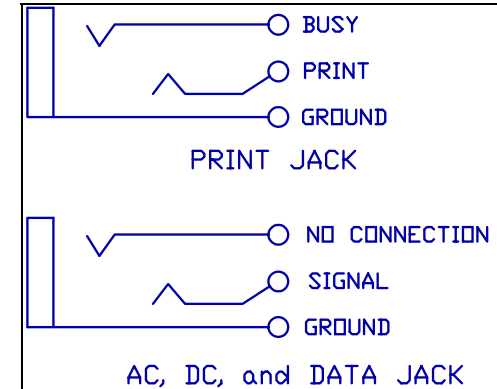 BUSY
PRINT
GROUND
PRINT JACK
NO CONNECTION
SIGNAL
GROUND
AC, DC, and DATA JACK